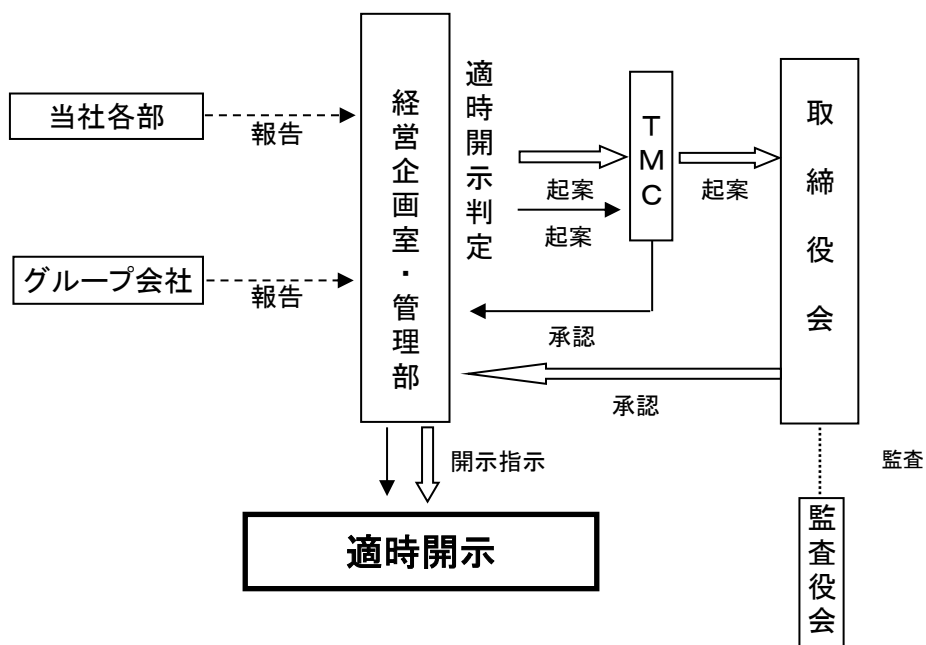 当社各部
報告
グループ会社
報告
経営企画室・管理部
適時開示判定
起案
起案
TMC
起案
取締役会
承認
承認
開示指示
適時開示
監査
監査役会